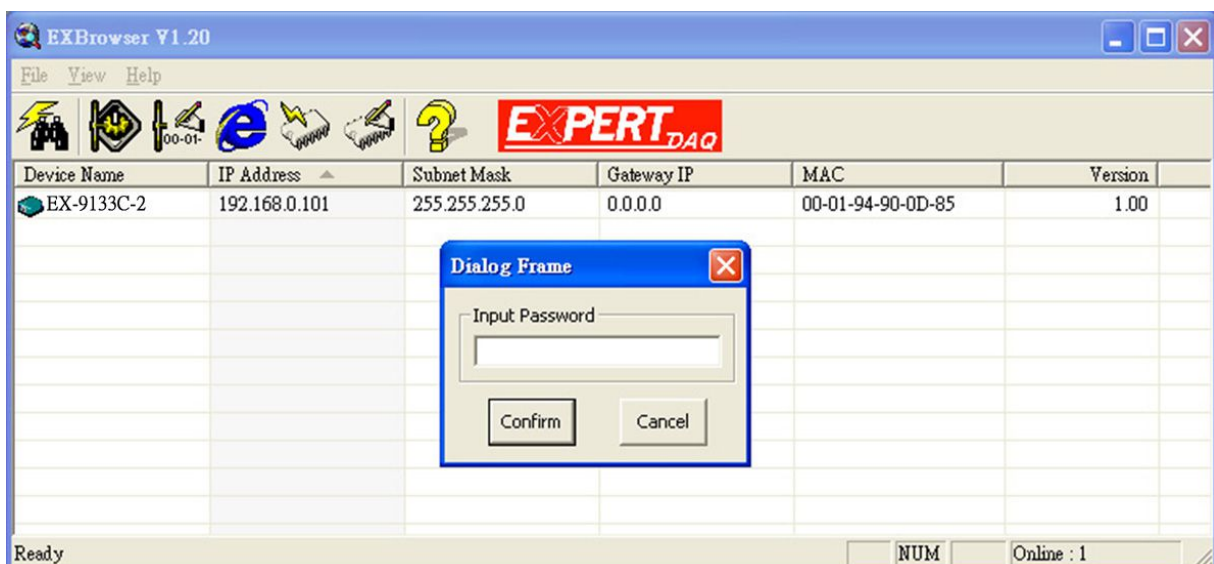 EXBrowser V1.20
File View Help
00-01-
EXPERT DAQ
Device Name IP Address Subnet Mask Gateway IP MAC Version
EX-9133C-2 192.168.0.101 255.255.255.0 0.0.0.0 00-01-94-90-0D-85 1.00
Dialog Frame
Input Password
Confirm Cancel
Ready NUM Online : 1